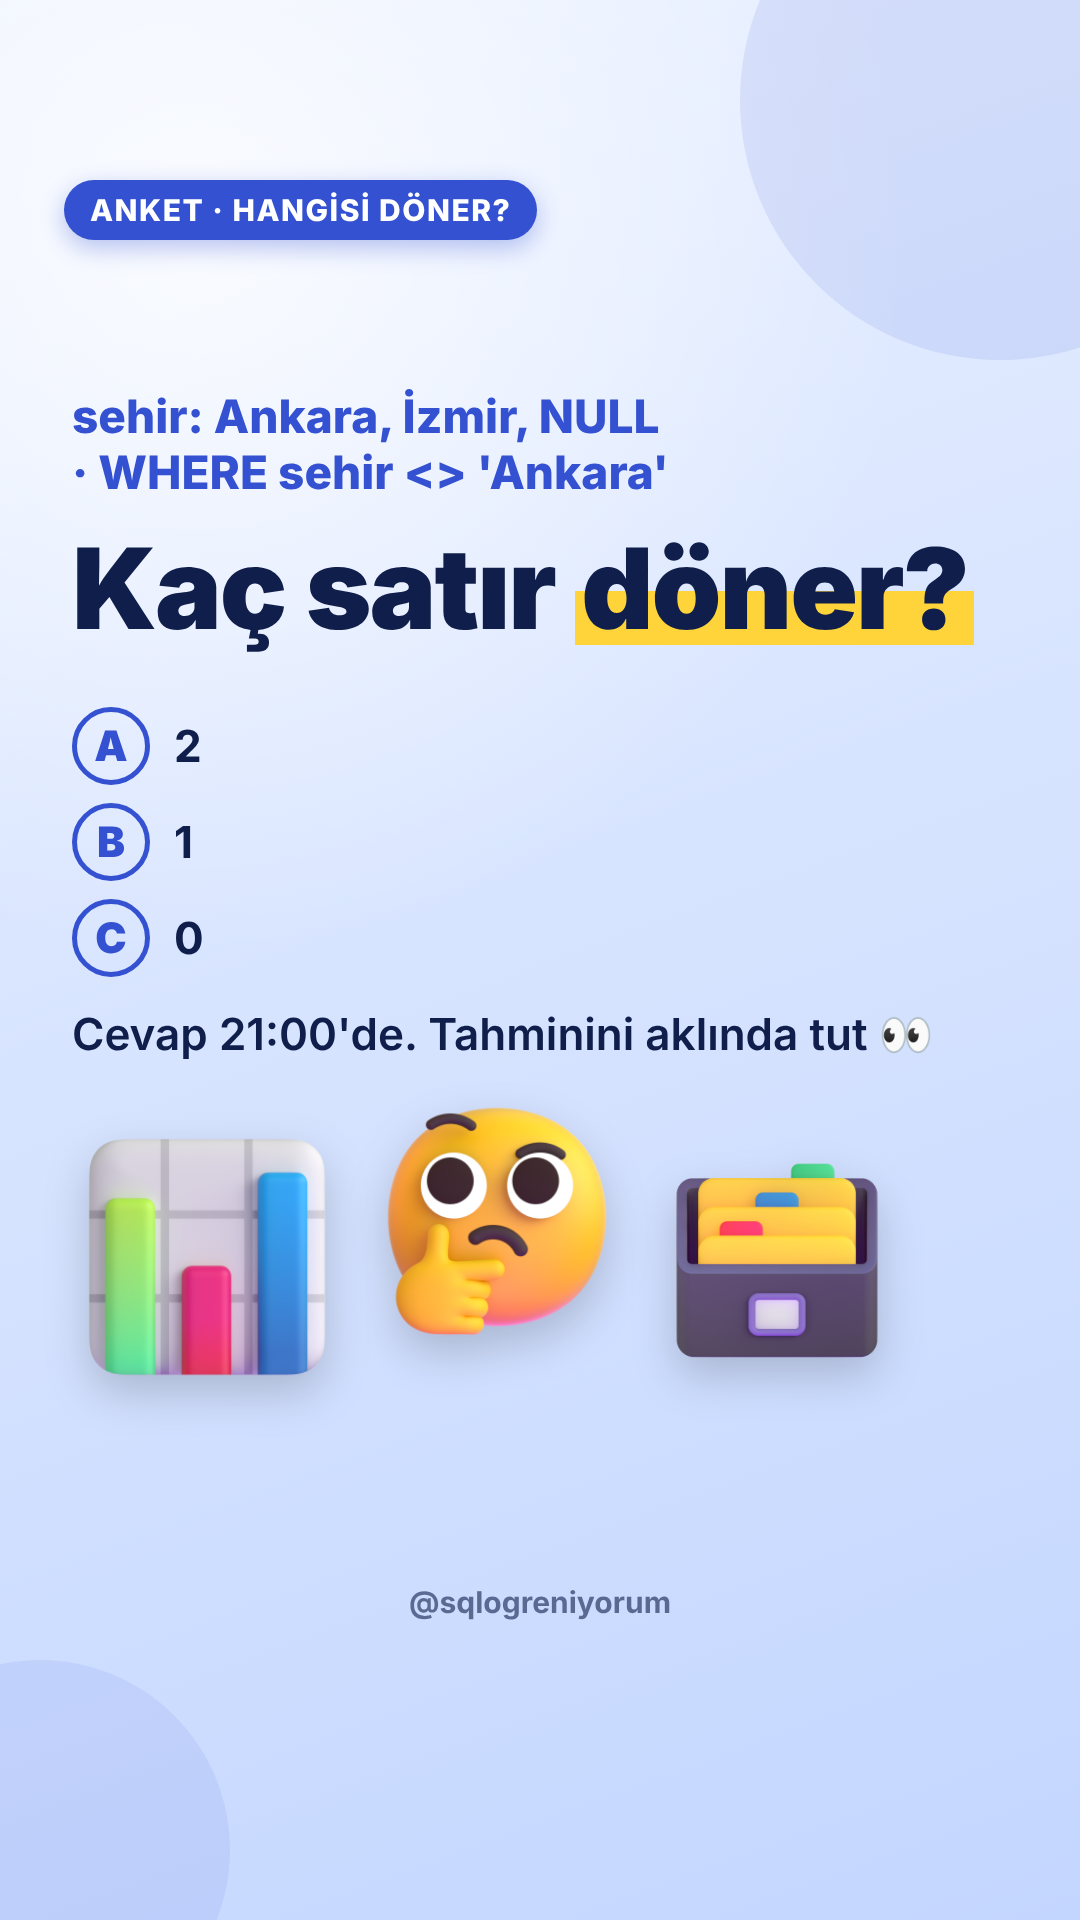 ANKET · HANGİSİ DÖNER?
sehir: Ankara, İzmir, NULL
· WHERE sehir <> 'Ankara'
Kaç satır döner?
A 2
B 1
C 0
Cevap 21:00'de. Tahminini aklında tut 👀
@sqlogreniyorum